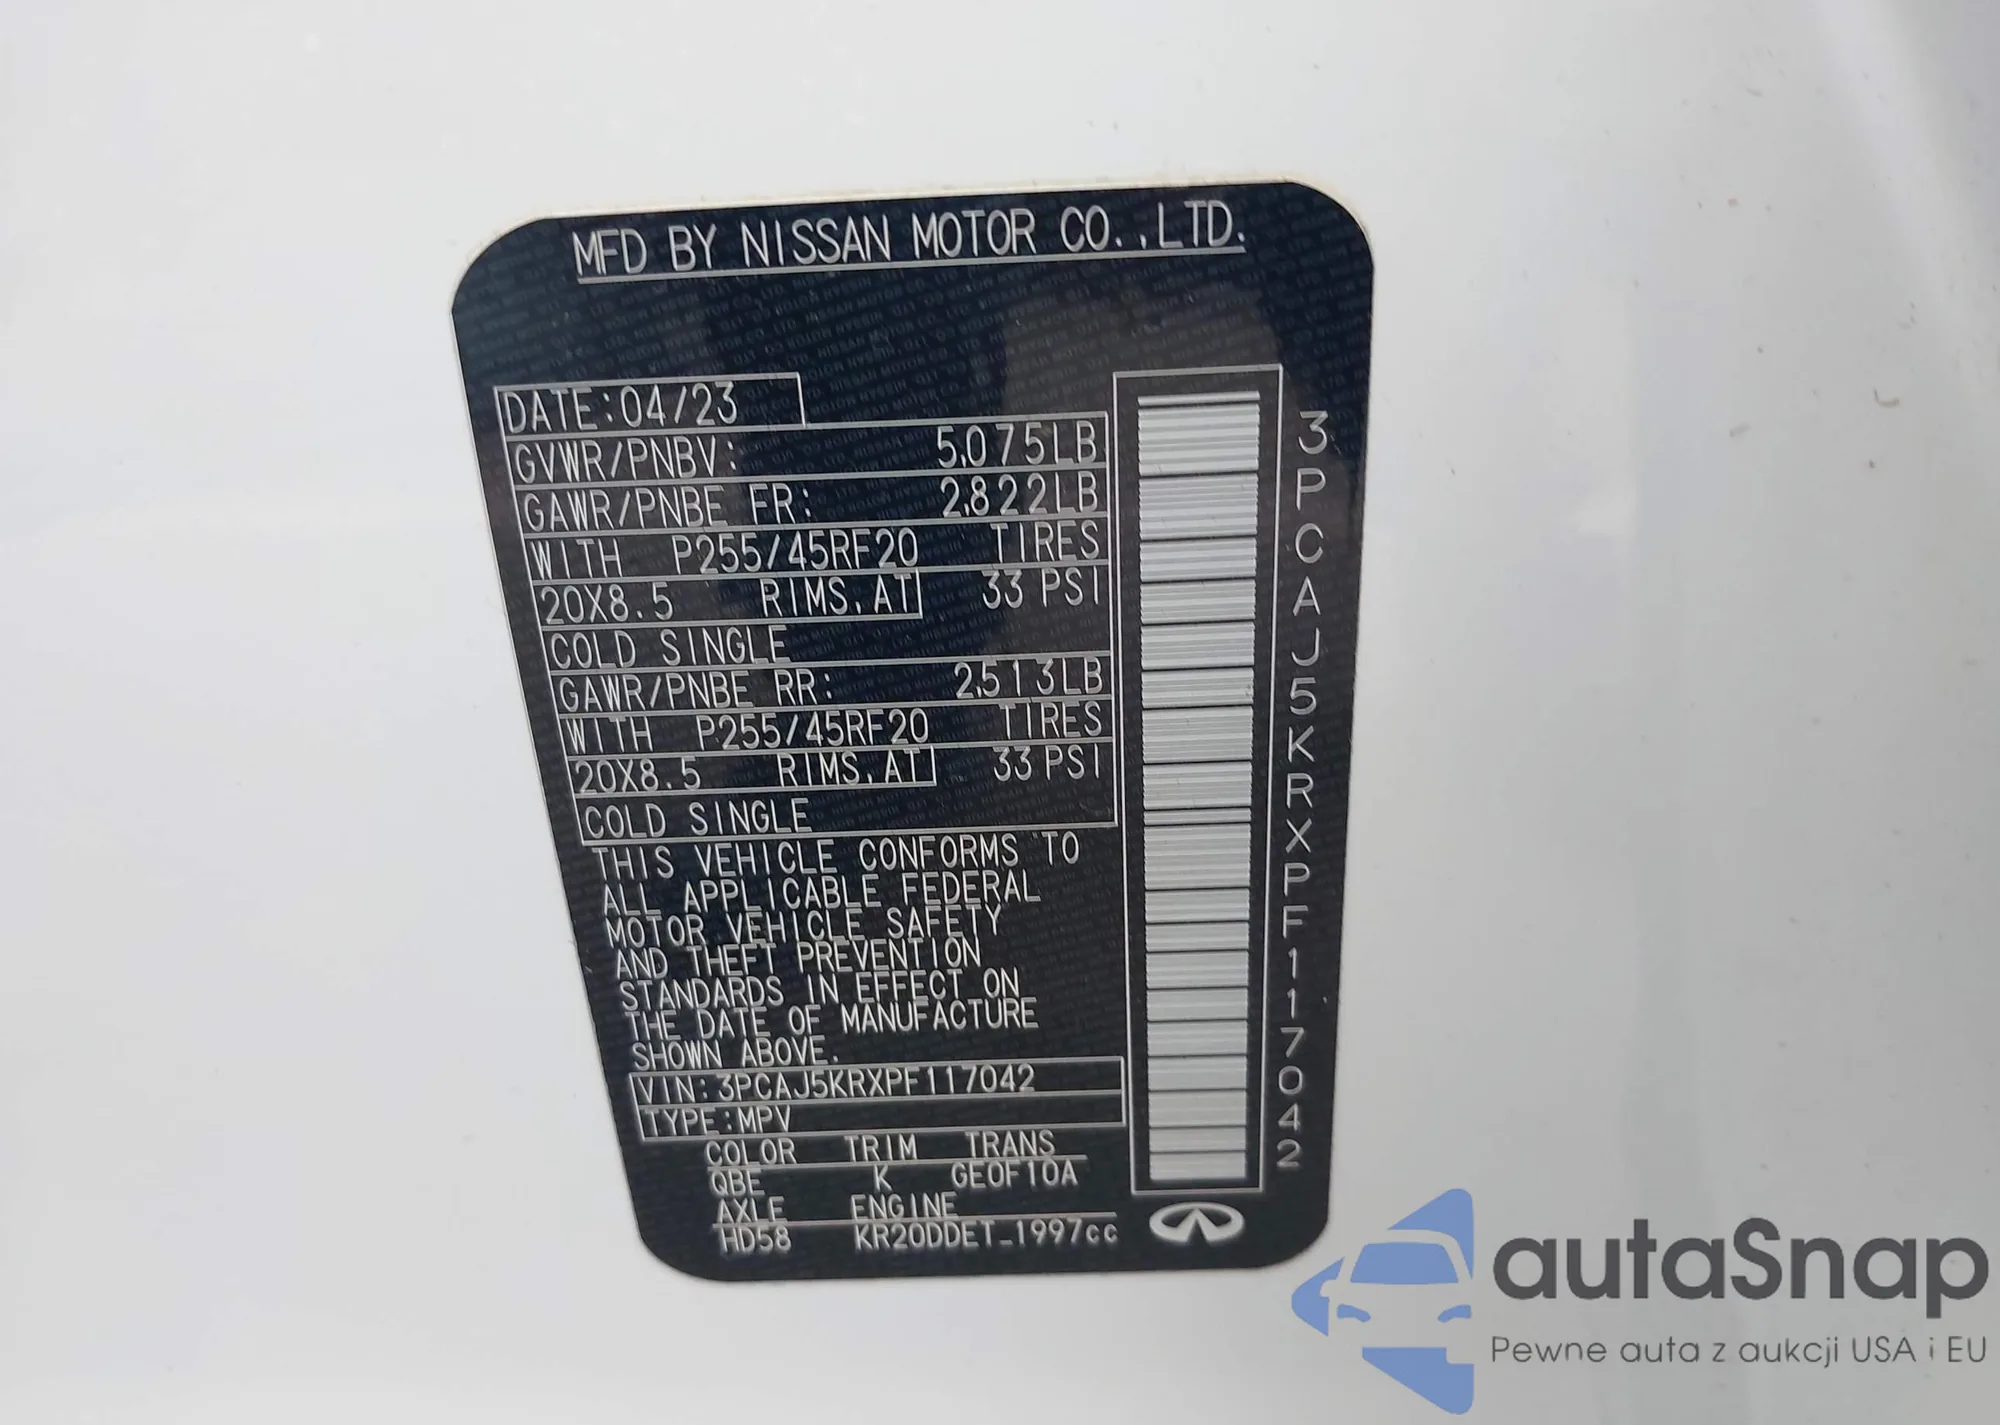 MFD BY NISSAN MOTOR CO.,LTD.
DATE:04/23
GVWR/PNBV: 5,075LB
GAWR/PNBE FR: 2,822LB
WITH P255/45RF20 TIRES
20X8.5 RIMS,AT 33 PSI
COLD SINGLE
GAWR/PNBE RR: 2,513LB
WITH P255/45RF20 TIRES
20X8.5 RIMS,AT 33 PSI
COLD SINGLE
THIS VEHICLE CONFORMS TO
ALL APPLICABLE FEDERAL
MOTOR VEHICLE SAFETY
AND THEFT PREVENTION
STANDARDS IN EFFECT ON
THE DATE OF MANUFACTURE
SHOWN ABOVE.
VIN:3PCAJ5KRXPF117042
TYPE:MPV
COLOR TRIM TRANS
QBE K GE0F10A
AXLE ENGINE
HD58 KR20DDET_1997cc
3PCAJ5KRXPF117042
autaSnap
Pewne auta z aukcji USA i EU